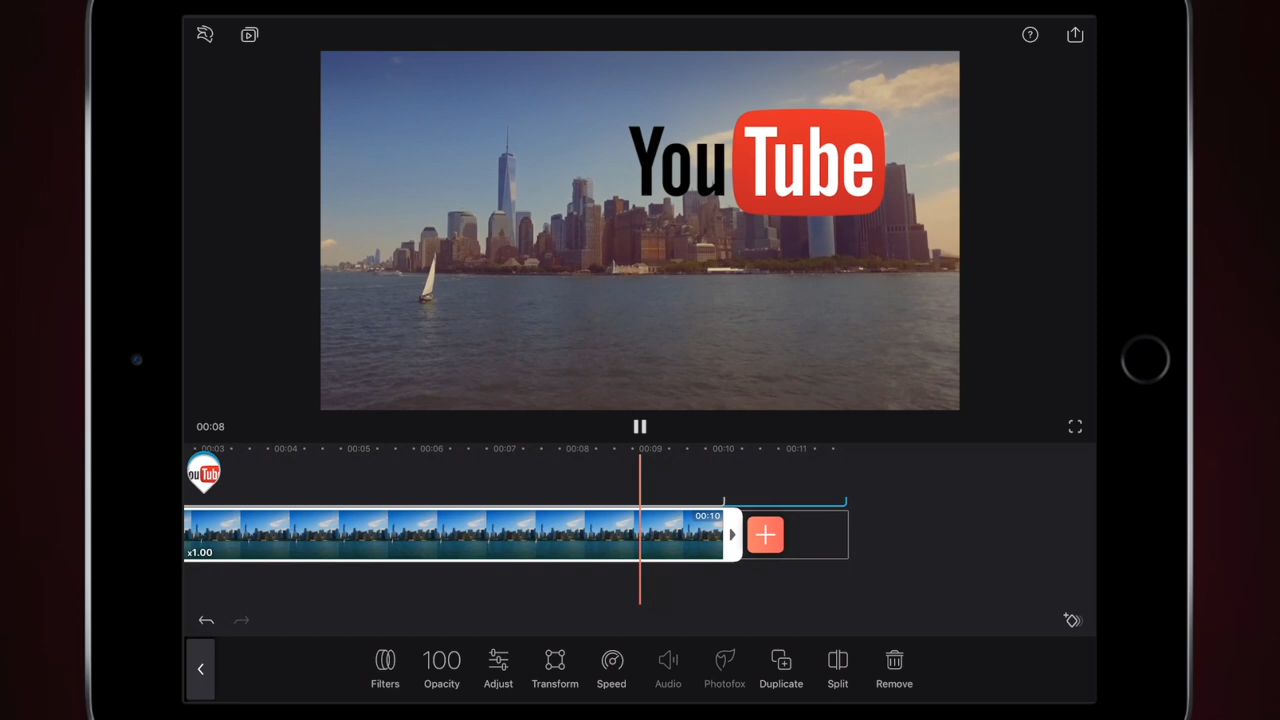 YouTube
00:08
00:03 00:04 00:05 00:06 00:07 00:08 00:09 00:10 00:11
ouTub
00:10
x1.00
100
Filters Opacity Adjust Transform Speed Audio Photofox Duplicate Split Remove